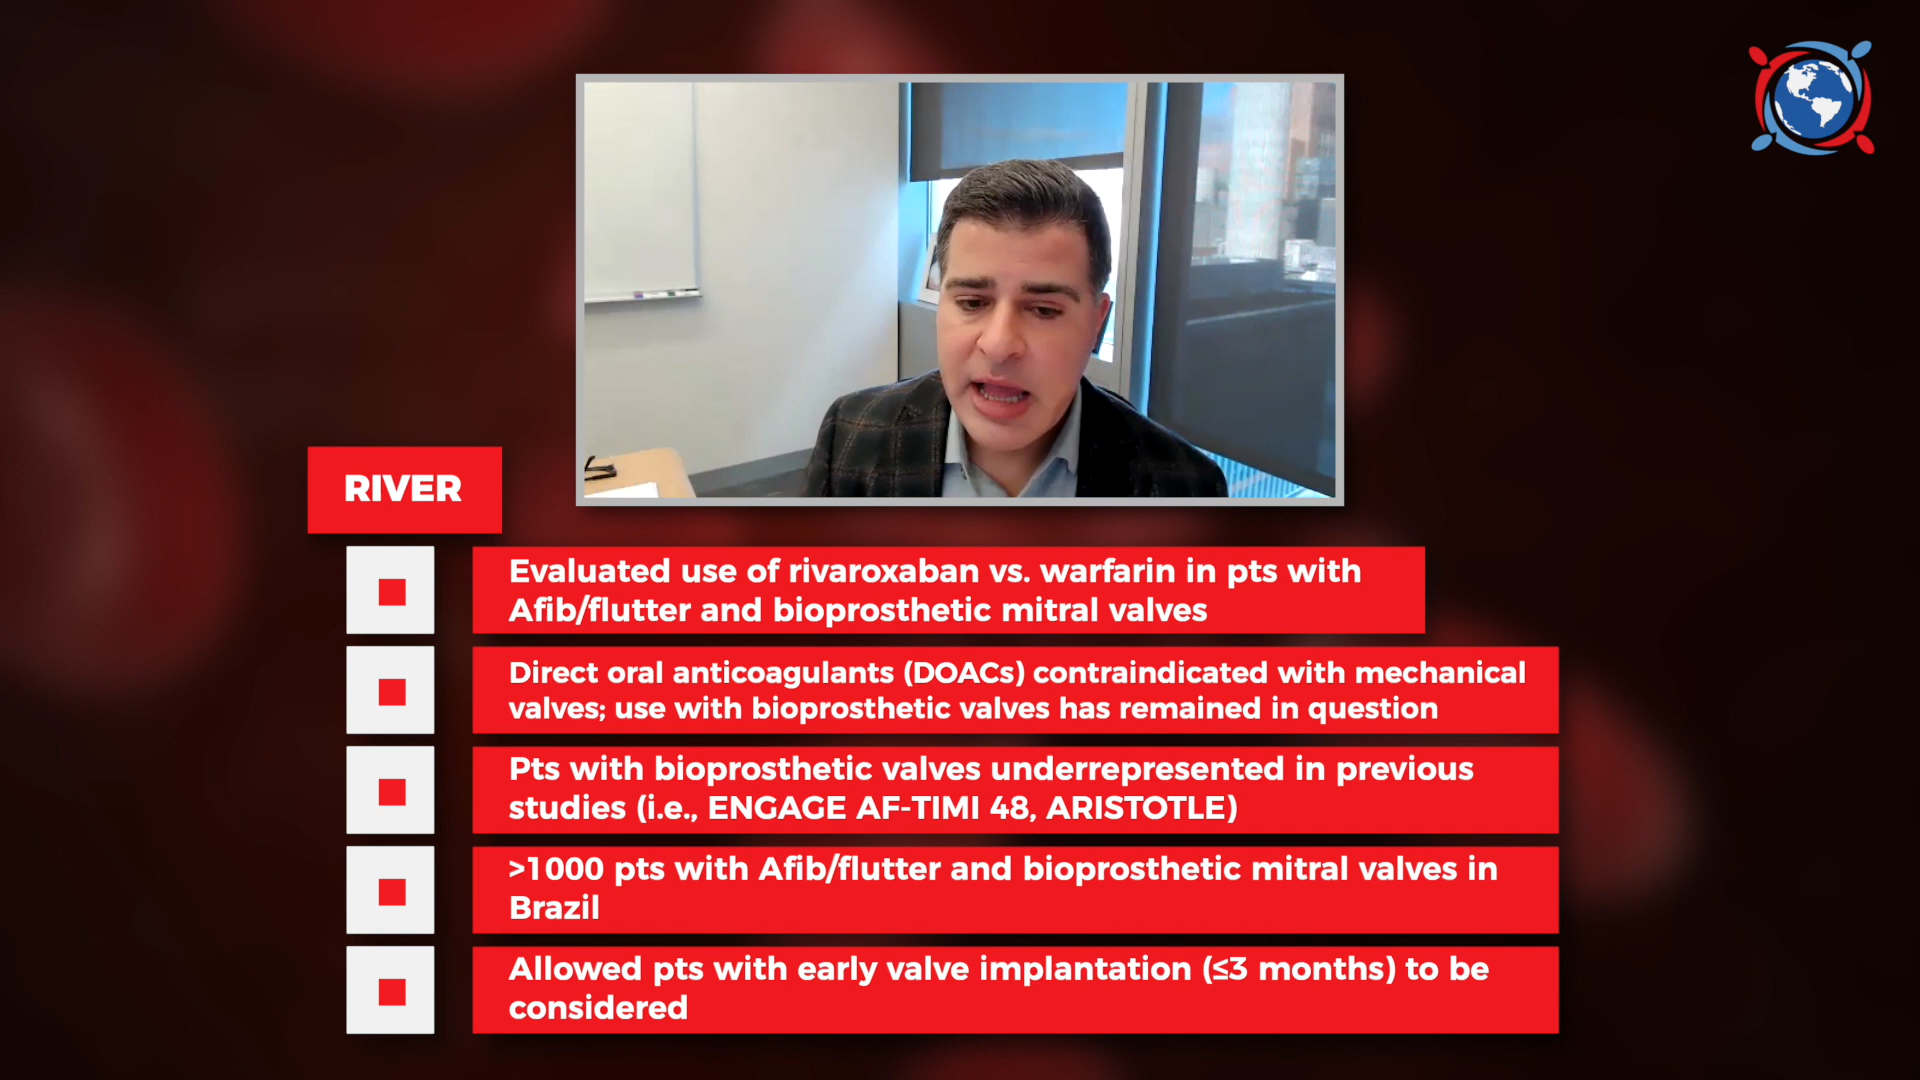 RIVER
Evaluated use of rivaroxaban vs. warfarin in pts with
Afib/flutter and bioprosthetic mitral valves
Direct oral anticoagulants (DOACs) contraindicated with mechanical
valves; use with bioprosthetic valves has remained in question
Pts with bioprosthetic valves underrepresented in previous
studies (i.e., ENGAGE AF-TIMI 48, ARISTOTLE)
>1000 pts with Afib/flutter and bioprosthetic mitral valves in
Brazil
Allowed pts with early valve implantation (≤3 months) to be
considered